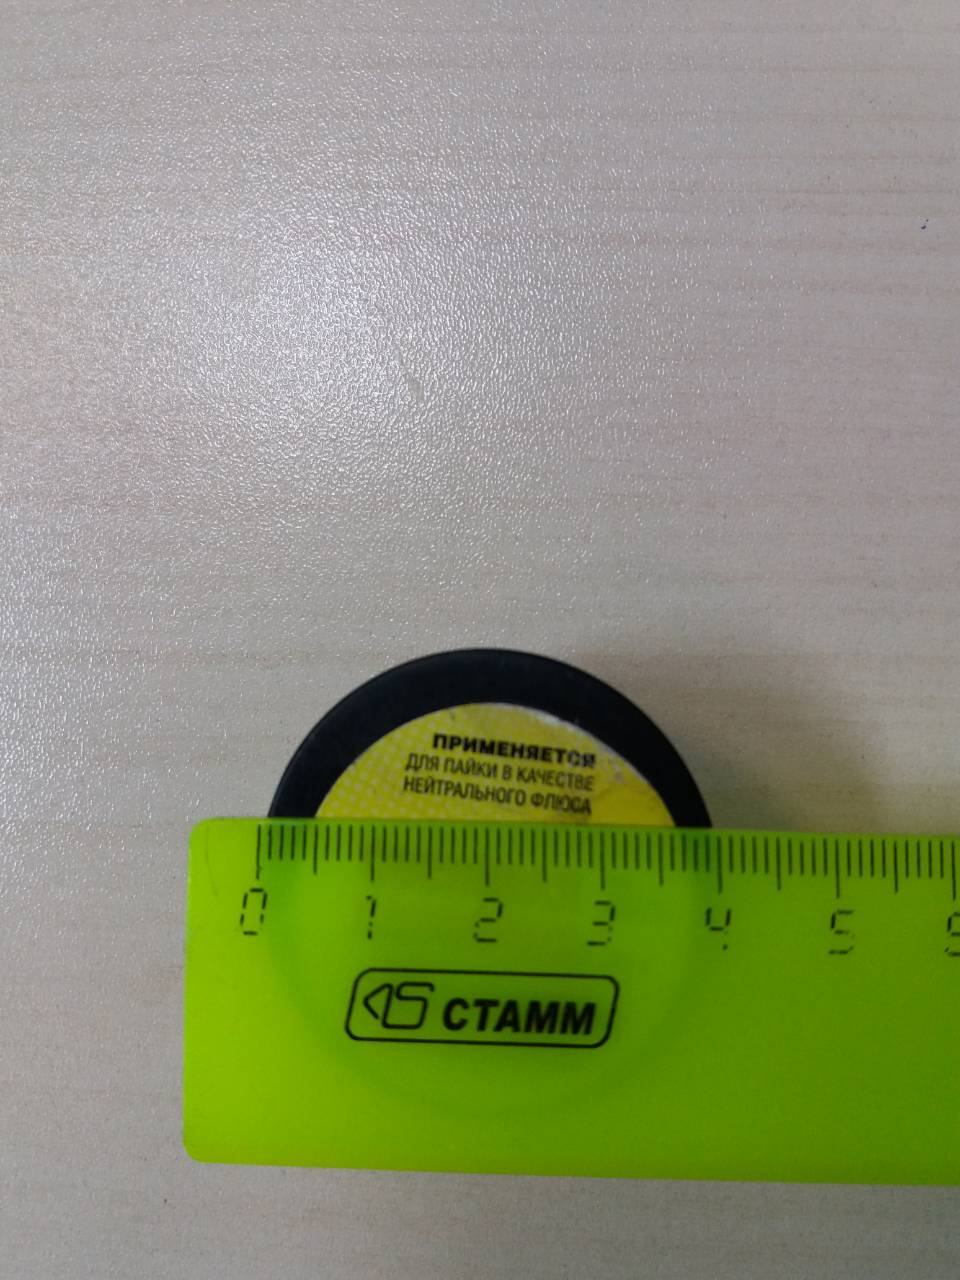 ПРИМЕНЯЕТСЯ
ДЛЯ ПАЙКИ В КАЧЕСТВЕ
НЕЙТРАЛЬНОГО ФЛЮСА
0 1 2 3 4 5
СТАММ